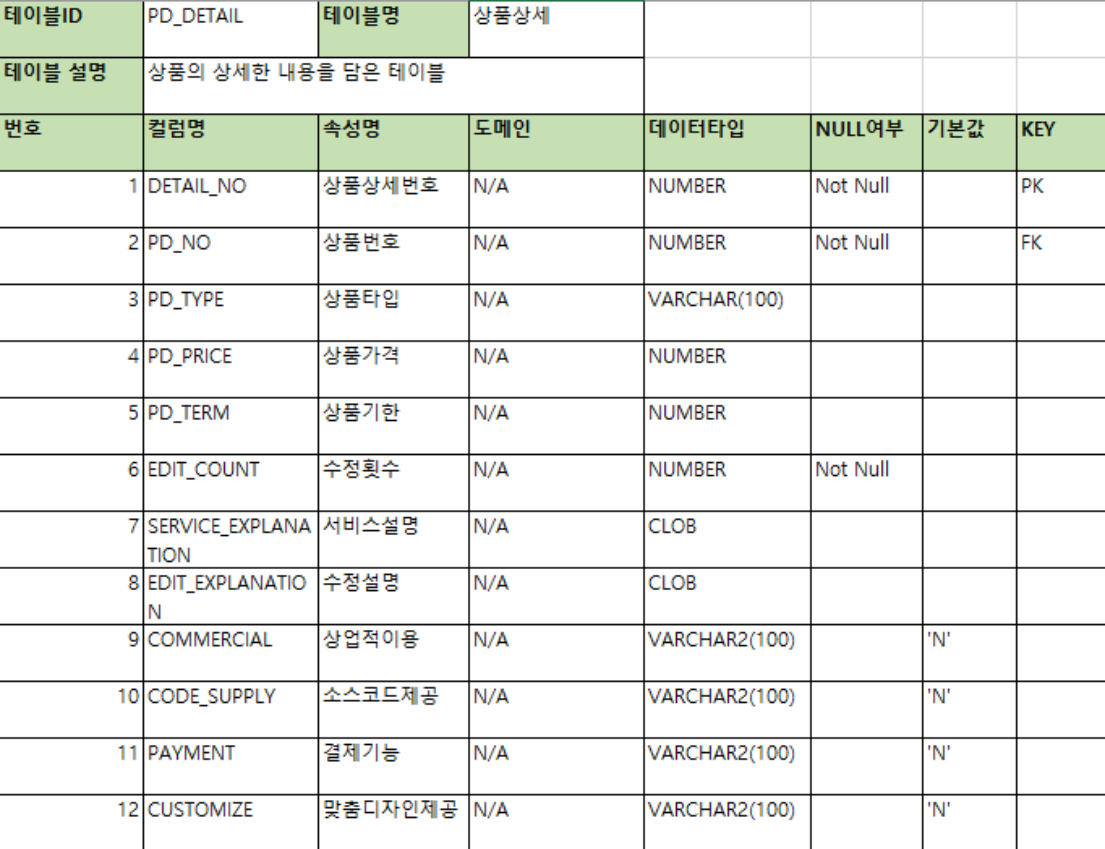 테이블ID PD_DETAIL 테이블명 상품상세
테이블 설명 상품의 상세한 내용을 담은 테이블
번호 컬럼명 속성명 도메인 데이터타입 NULL여부 기본값 KEY
1 DETAIL_NO 상품상세번호 N/A NUMBER Not Null PK
2 PD_NO 상품번호 N/A NUMBER Not Null FK
3 PD_TYPE 상품타입 N/A VARCHAR(100)
4 PD_PRICE 상품가격 N/A NUMBER
5 PD_TERM 상품기한 N/A NUMBER
6 EDIT_COUNT 수정횟수 N/A NUMBER Not Null
7 SERVICE_EXPLANA 서비스설명 N/A CLOB
TION
8 EDIT_EXPLANATIO 수정설명 N/A CLOB
N
9 COMMERCIAL 상업적이용 N/A VARCHAR2(100) 'N'
10 CODE_SUPPLY 소스코드제공 N/A VARCHAR2(100) 'N'
11 PAYMENT 결제기능 N/A VARCHAR2(100) 'N'
12 CUSTOMIZE 맞춤디자인제공 N/A VARCHAR2(100) 'N'